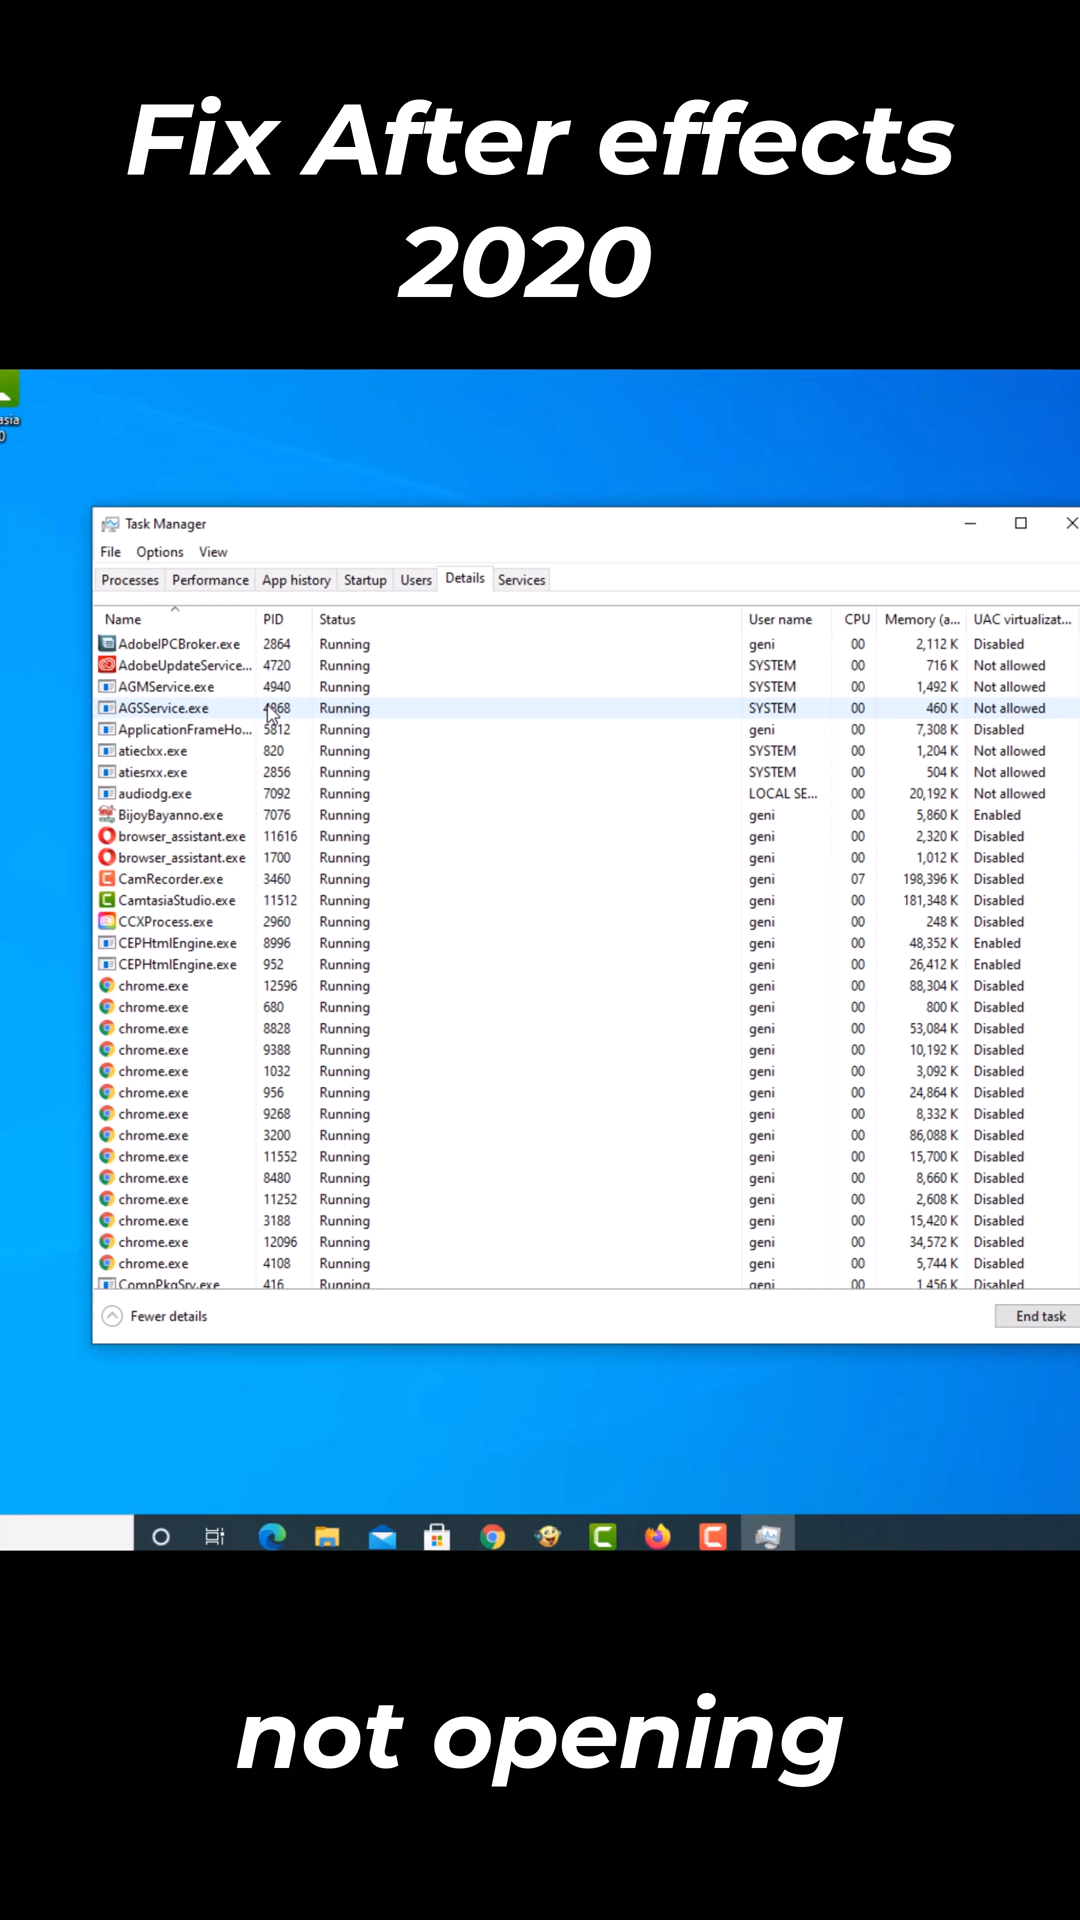 Fix After effects
2020
asia
0
Task Manager
File Options View
Processes Performance App history Startup Users Details Services
Name PID Status User name CPU Memory (a... UAC virtualizat...
AdobeIPCBroker.exe 2864 Running geni 00 2,112 K Disabled
AdobeUpdateService... 4720 Running SYSTEM 00 716 K Not allowed
AGMService.exe 4940 Running SYSTEM 00 1,492 K Not allowed
AGSService.exe 4868 Running SYSTEM 00 460 K Not allowed
ApplicationFrameHo... 5812 Running geni 00 7,308 K Disabled
atieclxx.exe 820 Running SYSTEM 00 1,204 K Not allowed
atiesrxx.exe 2856 Running SYSTEM 00 504 K Not allowed
audiodg.exe 7092 Running LOCAL SE... 00 20,192 K Not allowed
BijoyBayanno.exe 7076 Running geni 00 5,860 K Enabled
browser_assistant.exe 11616 Running geni 00 2,320 K Disabled
browser_assistant.exe 1700 Running geni 00 1,012 K Disabled
CamRecorder.exe 3460 Running geni 07 198,396 K Disabled
CamtasiaStudio.exe 11512 Running geni 00 181,348 K Disabled
CCXProcess.exe 2960 Running geni 00 248 K Disabled
CEPHtmlEngine.exe 8996 Running geni 00 48,352 K Enabled
CEPHtmlEngine.exe 952 Running geni 00 26,412 K Enabled
chrome.exe 12596 Running geni 00 88,304 K Disabled
chrome.exe 680 Running geni 00 800 K Disabled
chrome.exe 8828 Running geni 00 53,084 K Disabled
chrome.exe 9388 Running geni 00 10,192 K Disabled
chrome.exe 1032 Running geni 00 3,092 K Disabled
chrome.exe 956 Running geni 00 24,864 K Disabled
chrome.exe 9268 Running geni 00 8,332 K Disabled
chrome.exe 3200 Running geni 00 86,088 K Disabled
chrome.exe 11552 Running geni 00 15,700 K Disabled
chrome.exe 8480 Running geni 00 8,660 K Disabled
chrome.exe 11252 Running geni 00 2,608 K Disabled
chrome.exe 3188 Running geni 00 15,420 K Disabled
chrome.exe 12096 Running geni 00 34,572 K Disabled
chrome.exe 4108 Running geni 00 5,744 K Disabled
CompPkgSrv.exe 416 Running geni 00 1,456 K Disabled
Fewer details End task
not opening